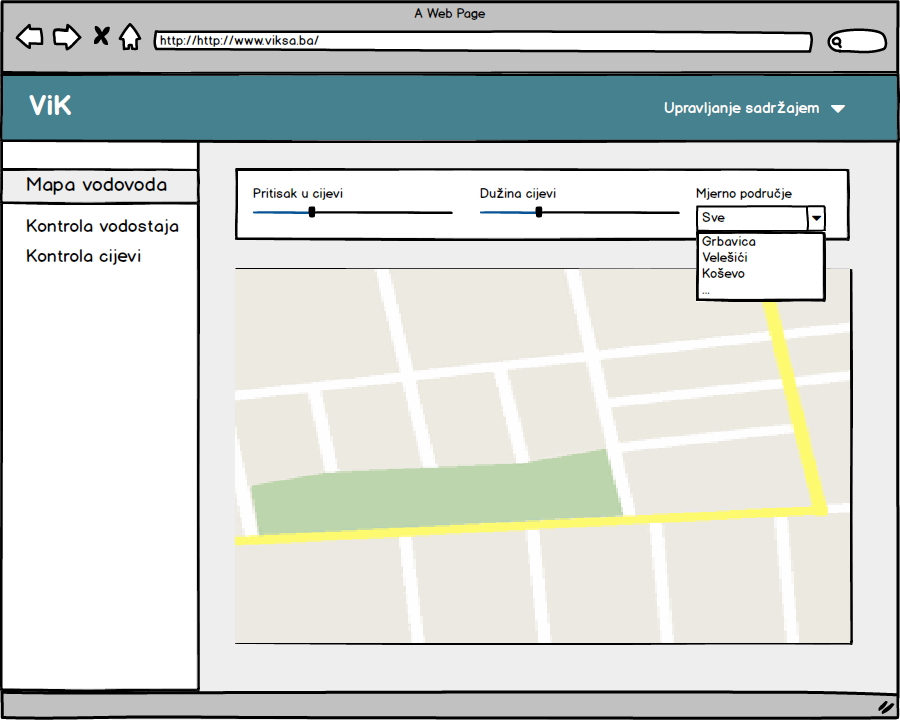 A Web Page
http://http://www.viksa.ba/
ViK
Upravljanje sadržajem
Mapa vodovoda
Kontrola vodostaja
Kontrola cijevi
Pritisak u cijevi
Dužina cijevi
Mjerno područje
Sve
Grbavica
Velešići
Koševo
...